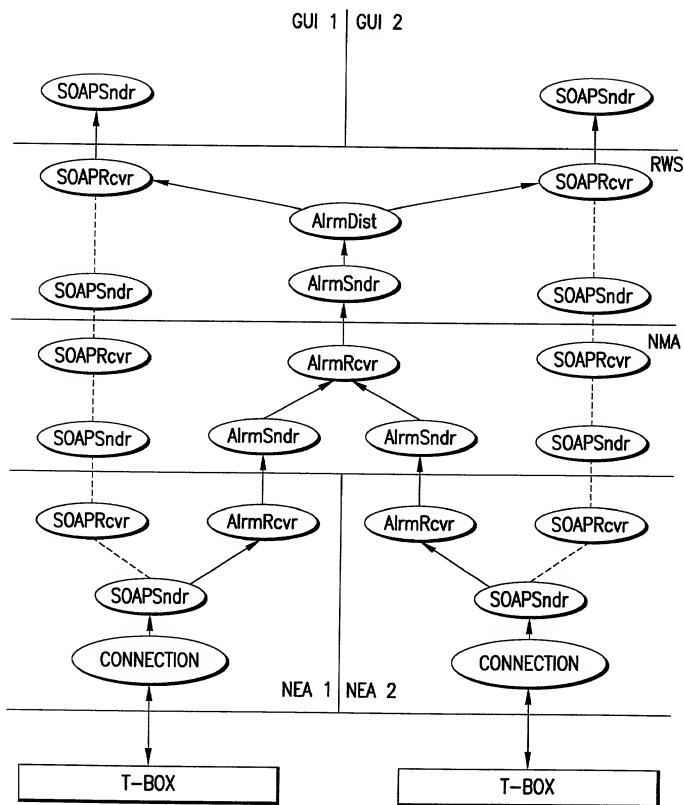 GUI 1 GUI 2
SOAPSndr SOAPSndr
RWS
SOAPRcvr SOAPRcvr
AlrmDist
AlrmSndr
SOAPSndr SOAPSndr
NMA
SOAPRcvr AlrmRcvr SOAPRcvr
SOAPSndr AlrmSndr AlrmSndr SOAPSndr
SOAPRcvr AlrmRcvr AlrmRcvr SOAPRcvr
SOAPSndr SOAPSndr
CONNECTION CONNECTION
NEA 1 NEA 2
T-BOX T-BOX